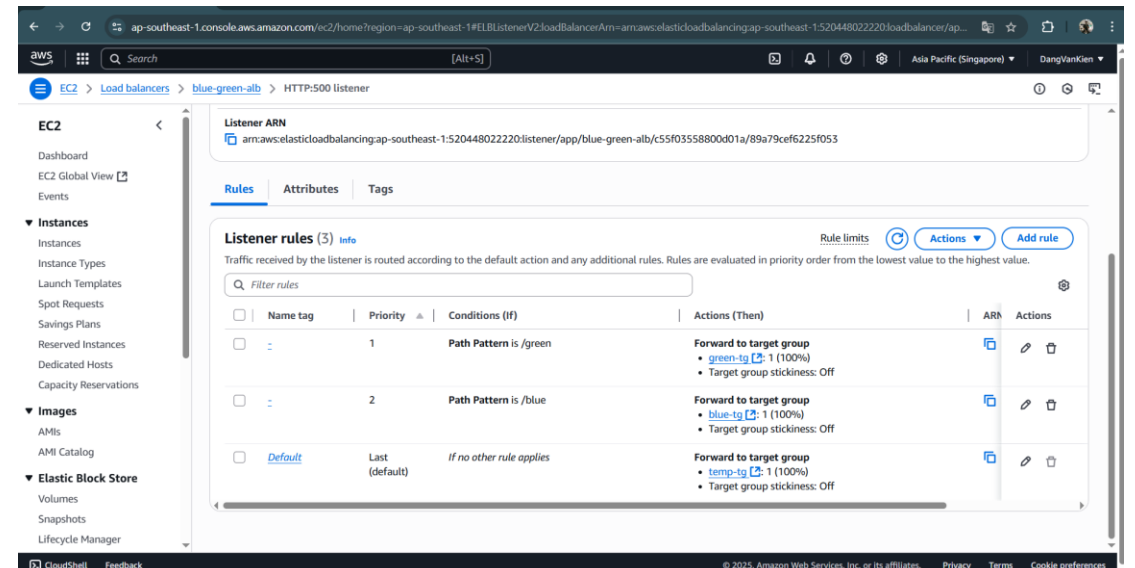 ap-southeast-1.console.aws.amazon.com/ec2/home?region=ap-southeast-1#ELBListenerV2:loadBalancerArn=arn:aws:elasticloadbalancing:ap-southeast-1:520448022220:loadbalancer/ap...
aws
Search
[Alt+S]
Asia Pacific (Singapore)
DangVanKien
EC2 > Load balancers > blue-green-alb > HTTP:500 listener
EC2
Dashboard
EC2 Global View
Events
Instances
Instances
Instance Types
Launch Templates
Spot Requests
Savings Plans
Reserved Instances
Dedicated Hosts
Capacity Reservations
Images
AMIs
AMI Catalog
Elastic Block Store
Volumes
Snapshots
Lifecycle Manager
Listener ARN
arn:aws:elasticloadbalancing:ap-southeast-1:520448022220:listener/app/blue-green-alb/c55f03558800d01a/89a79cef6225f053
Rules Attributes Tags
Listener rules (3) Info
Rule limits Actions Add rule
Traffic received by the listener is routed according to the default action and any additional rules. Rules are evaluated in priority order from the lowest value to the highest value.
Filter rules
Name tag Priority Conditions (If) Actions (Then) ARN Actions
- 1 Path Pattern is /green Forward to target group
• green-tg: 1 (100%)
• Target group stickiness: Off
- 2 Path Pattern is /blue Forward to target group
• blue-tg: 1 (100%)
• Target group stickiness: Off
Default Last (default) If no other rule applies Forward to target group
• temp-tg: 1 (100%)
• Target group stickiness: Off
CloudShell Feedback © 2025, Amazon Web Services, Inc. or its affiliates. Privacy Terms Cookie preferences